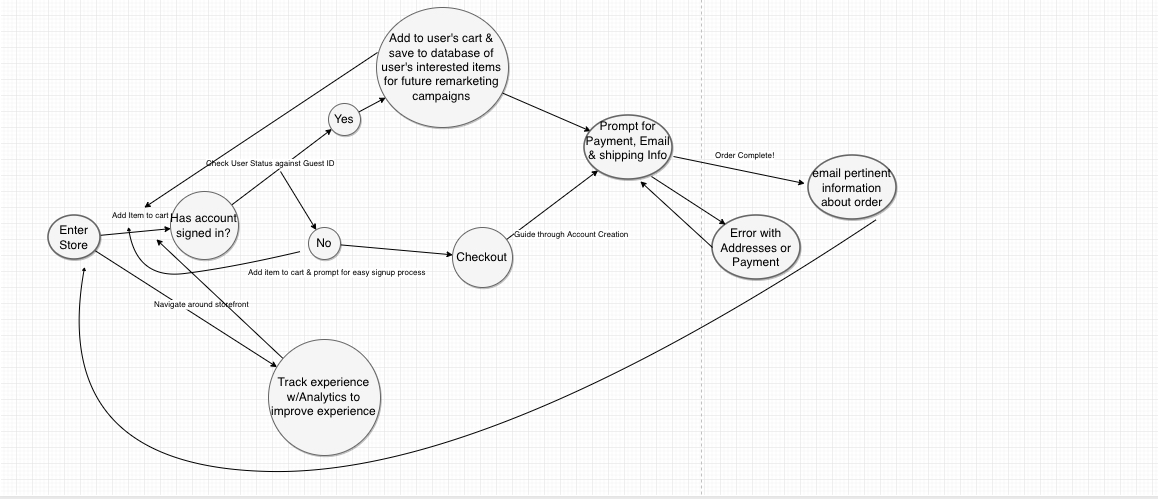 Add to user's cart &
save to database of
user's interested items
for future remarketing
campaigns
Yes
Prompt for
Payment, Email
& shipping Info
Order Complete!
Check User Status against Guest ID
email pertinent
information
about order
Add Item to cart
Has account
signed in?
Enter
Store
No
Guide through Account Creation
Error with
Addresses or
Payment
Checkout
Add item to cart & prompt for easy signup process
Navigate around storefront
Track experience
w/Analytics to
improve experience